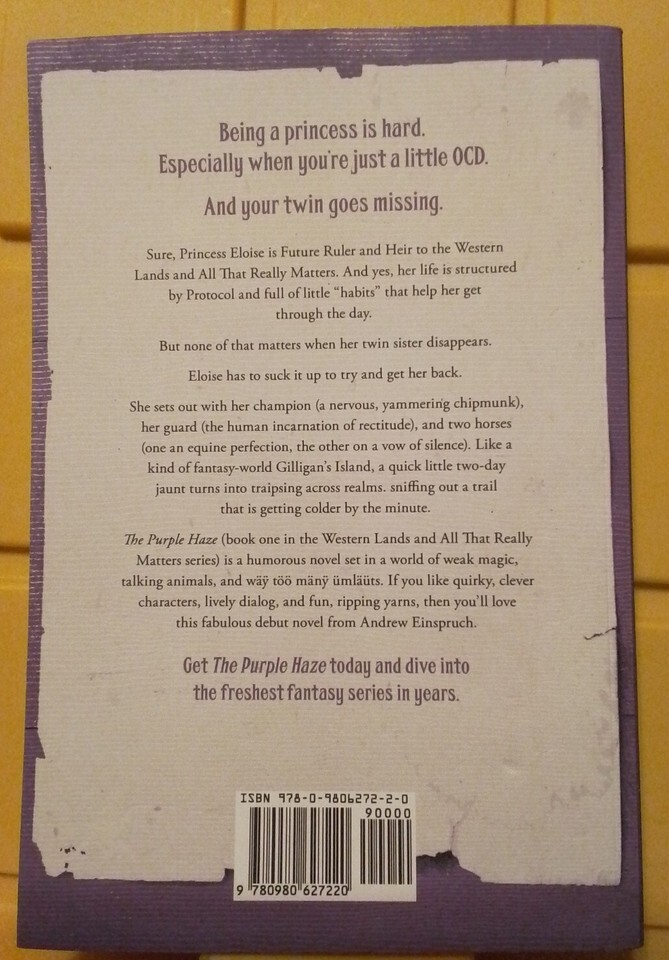 Being a princess is hard.
Especially when you're just a little OCD.
And your twin goes missing.
Sure, Princess Eloise is Future Ruler and Heir to the Western
Lands and All That Really Matters. And yes, her life is structured
by Protocol and full of little “habits” that help her get
through the day.
But none of that matters when her twin sister disappears.
Eloise has to suck it up to try and get her back.
She sets out with her champion (a nervous, yammering chipmunk),
her guard (the human incarnation of rectitude), and two horses
(one an equine perfection, the other on a vow of silence). Like a
kind of fantasy-world Gilligan’s Island, a quick little two-day
jaunt turns into traipsing across realms. sniffing out a trail
that is getting colder by the minute.
The Purple Haze (book one in the Western Lands and All That Really
Matters series) is a humorous novel set in a world of weak magic,
talking animals, and wäÿ töö mänÿ ümläüts. If you like quirky, clever
characters, lively dialog, and fun, ripping yarns, then you’ll love
this fabulous debut novel from Andrew Einspruch.
Get The Purple Haze today and dive into
the freshest fantasy series in years.
ISBN 978-0-9806272-2-0
90000
9 780980 627220